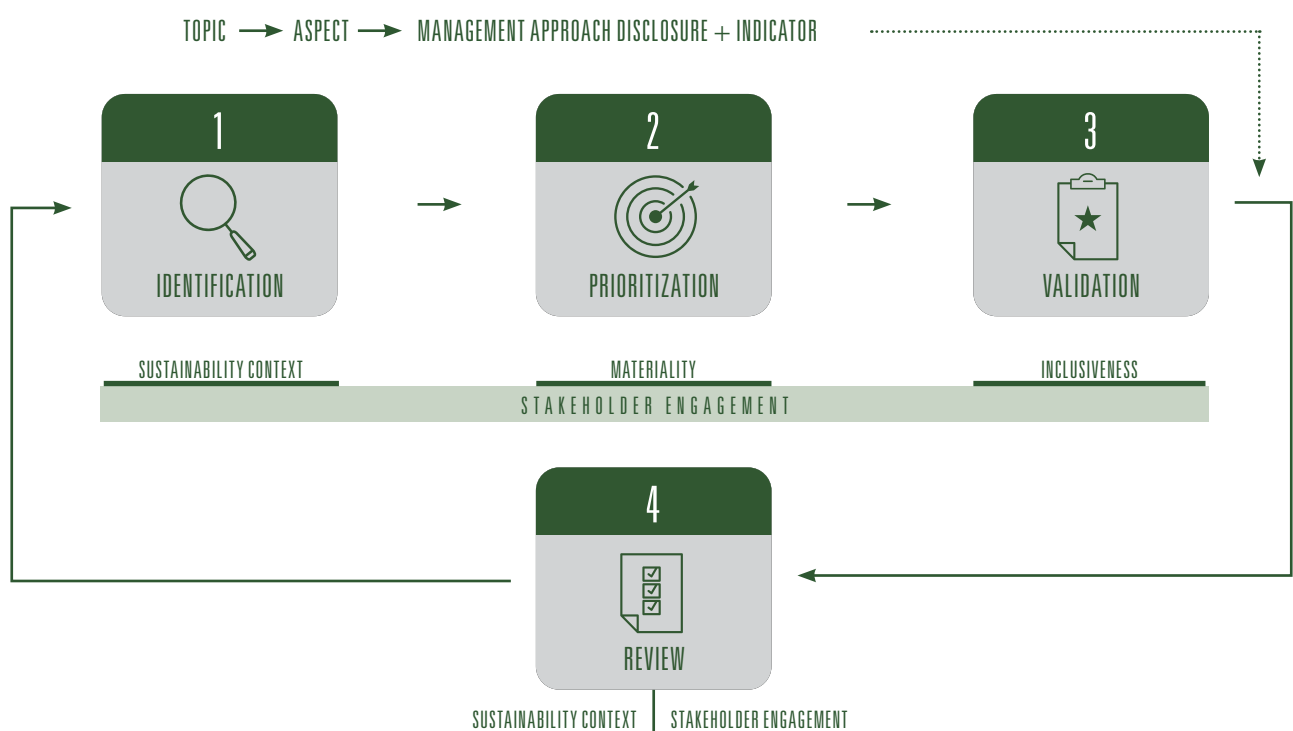 TOPIC → ASPECT → MANAGEMENT APPROACH DISCLOSURE + INDICATOR
1
IDENTIFICATION
2
PRIORITIZATION
3
VALIDATION
SUSTAINABILITY CONTEXT
MATERIALITY
INCLUSIVENESS
STAKEHOLDER ENGAGEMENT
4
REVIEW
SUSTAINABILITY CONTEXT
STAKEHOLDER ENGAGEMENT